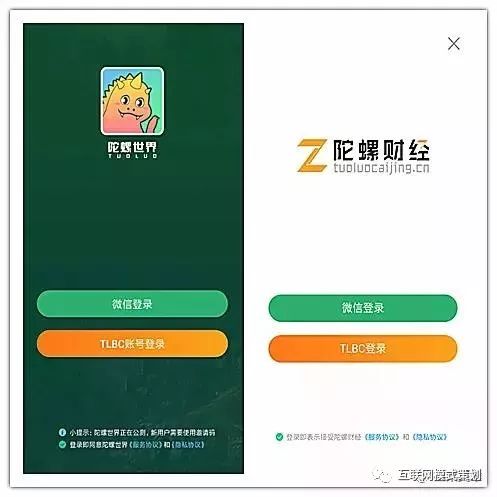 陀螺世界
TUOLUO
微信登录
TLBC账号登录
小提示：陀螺世界正在公测，新用户需要使用邀请码
登录即同意陀螺世界《服务协议》和《隐私协议》
陀螺财经
tuoluocaijing.cn
微信登录
TLBC登录
登录即表示接受陀螺财经《服务协议》和《隐私协议》
互联网模式策划